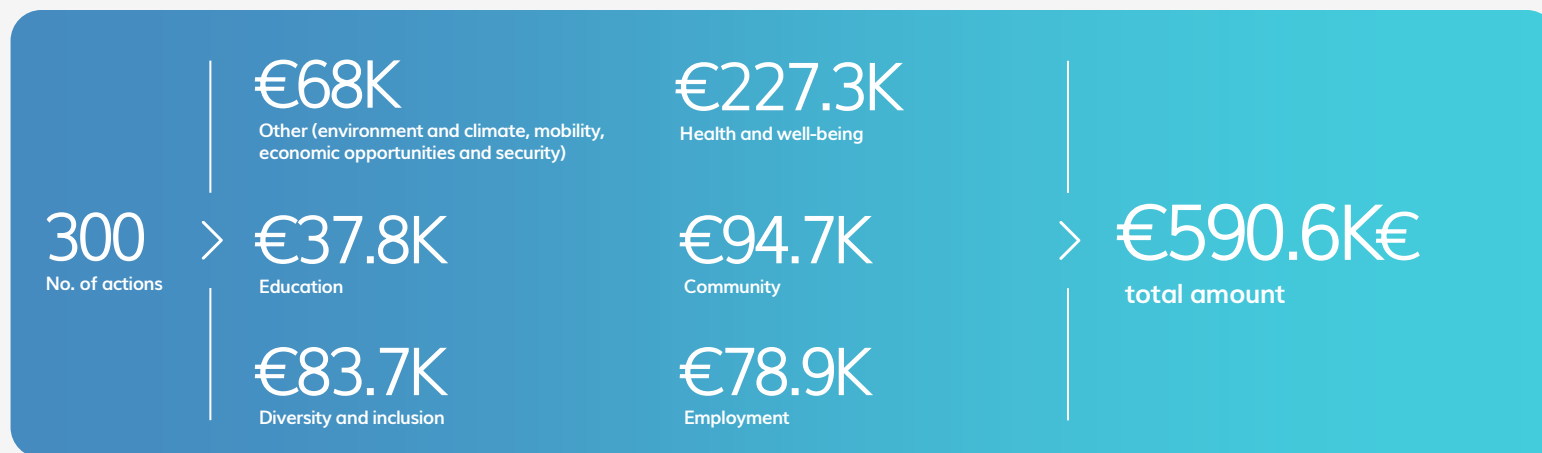 300
No. of actions
€68K
Other (environment and climate, mobility,
economic opportunities and security)
€37.8K
Education
€83.7K
Diversity and inclusion
€227.3K
Health and well-being
€94.7K
Community
€78.9K
Employment
€590.6K€
total amount